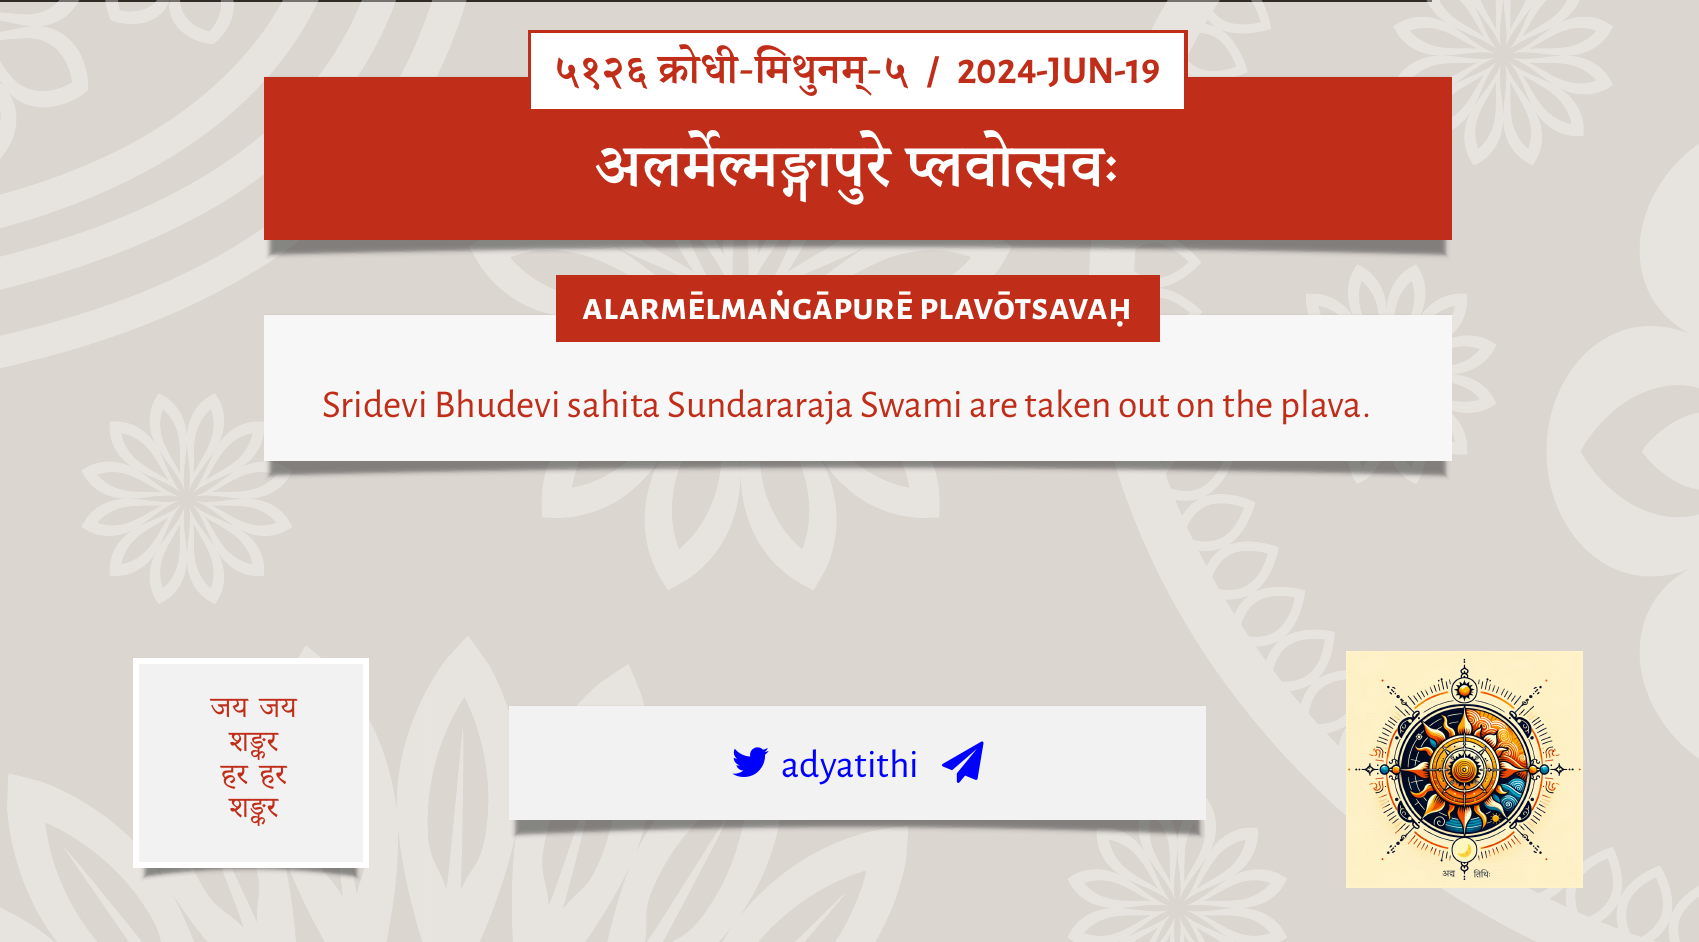 ५१२६ क्रोधी-मिथुनम्-५ / 2024-JUN-19
अलर्मेल्मङ्गापुरे प्लवोत्सवः
ALARMĒLMAṄGĀPURĒ PLAVŌTSAVAḤ
Sridevi Bhudevi sahita Sundararaja Swami are taken out on the plava.
जय जय
शङ्कर
हर हर
शङ्कर
adyatithi
अद्य तिथिः